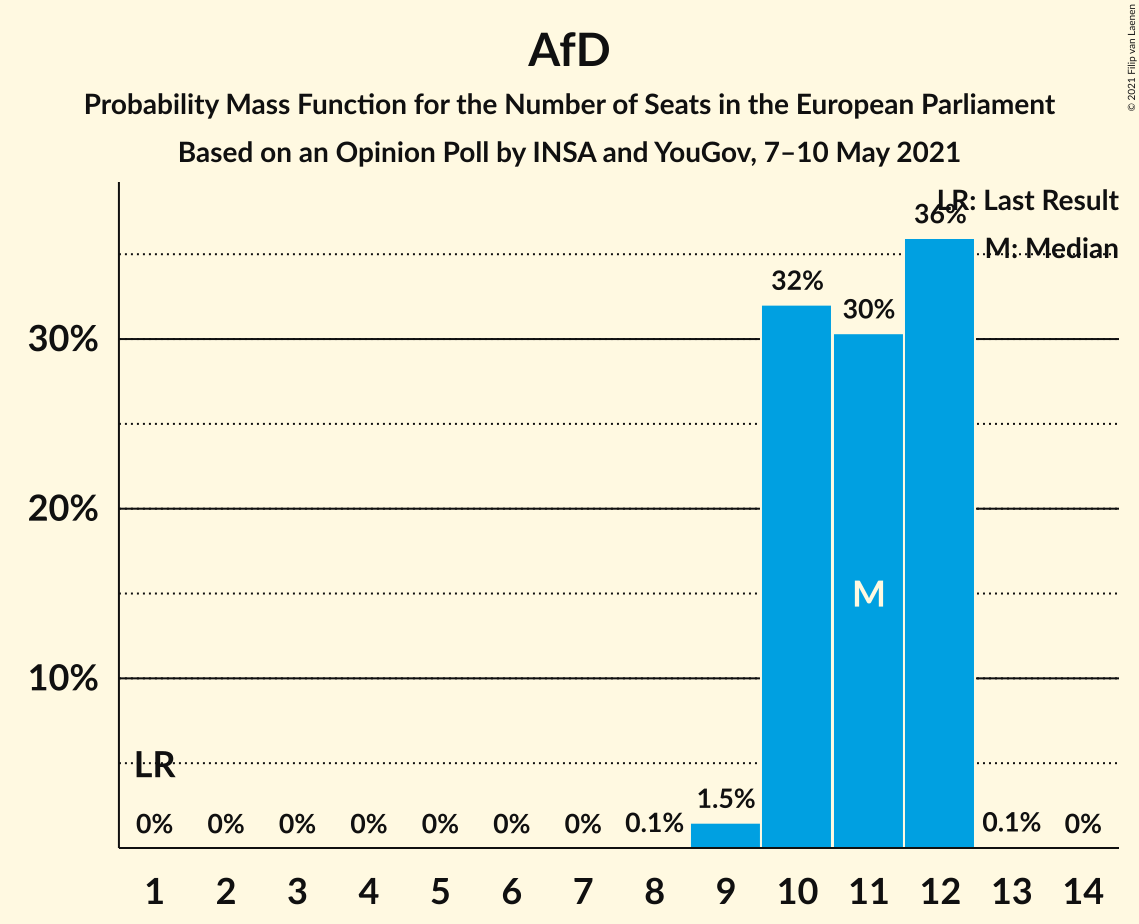 AfD
Probability Mass Function for the Number of Seats in the European Parliament
Based on an Opinion Poll by INSA and YouGov, 7–10 May 2021
© 2021 Filip van Laenen
LR: Last Result
M: Median
36%
32%
30%
30%
20%
10%
M
LR
0% 0% 0% 0% 0% 0% 0% 0.1% 1.5% 0.1% 0%
1 2 3 4 5 6 7 8 9 10 11 12 13 14